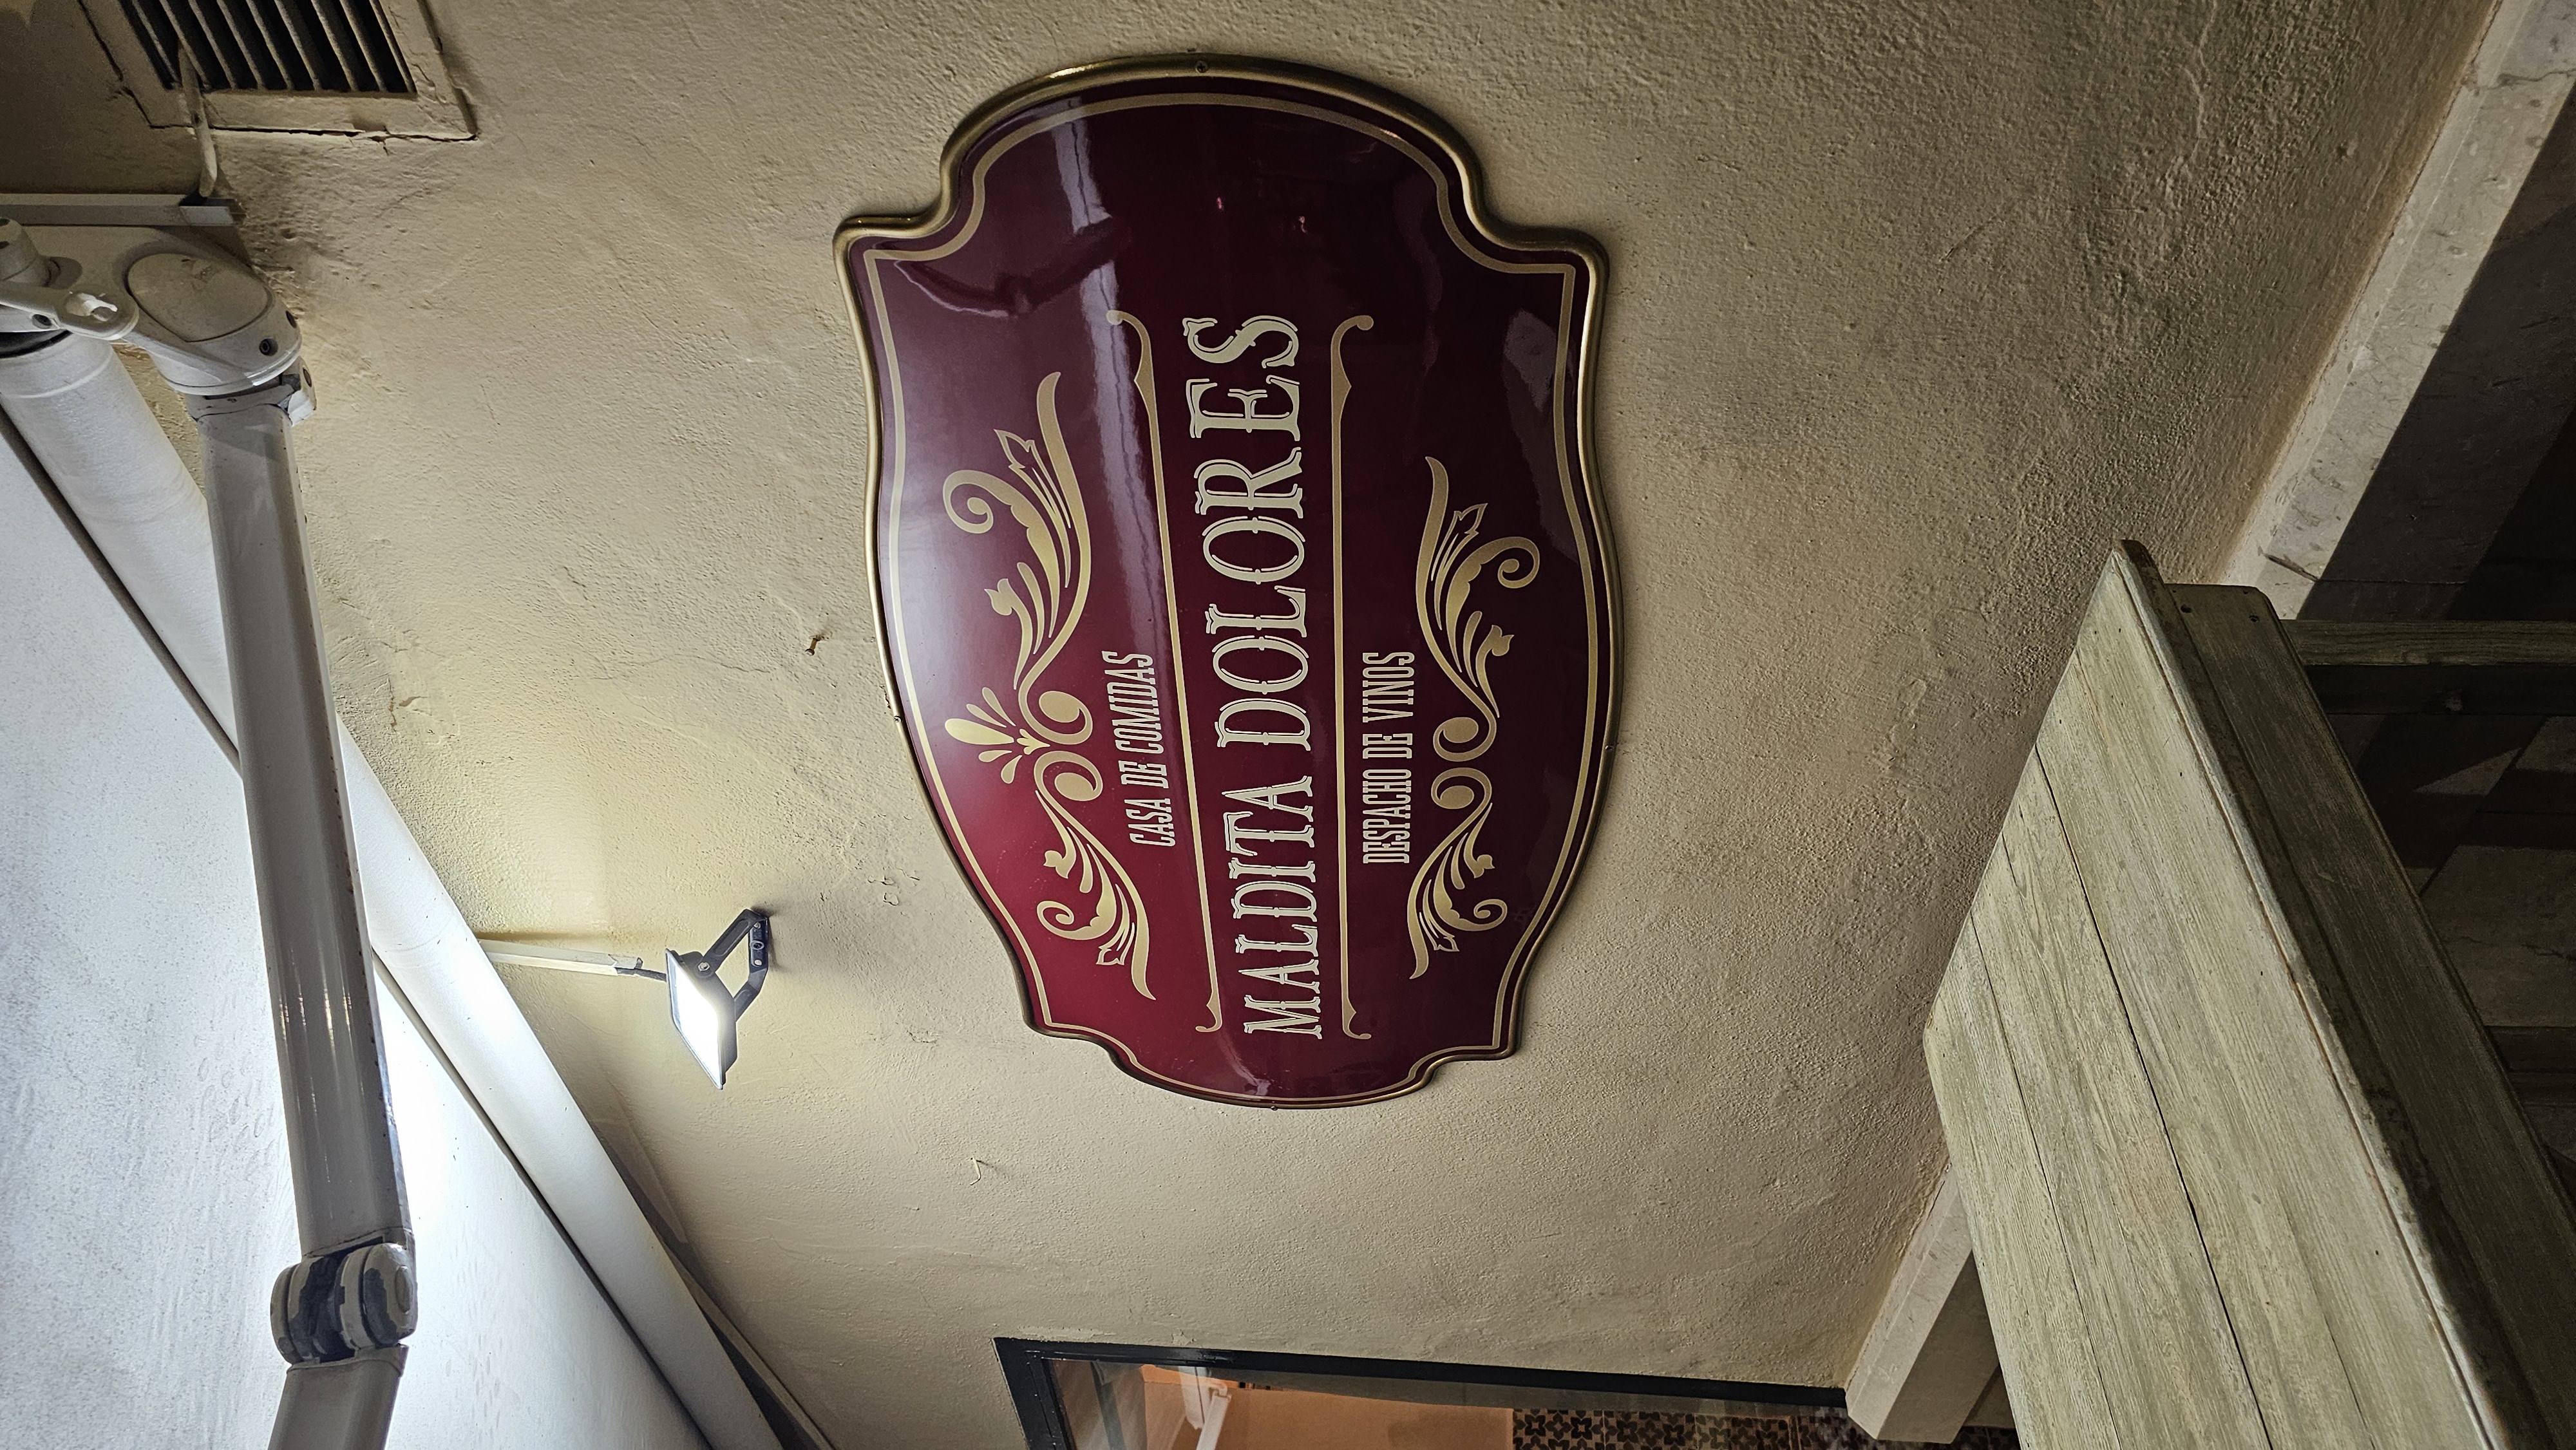 CASA DE COMIDAS
MALDITA DOLORES
DESPACHO DE VINOS